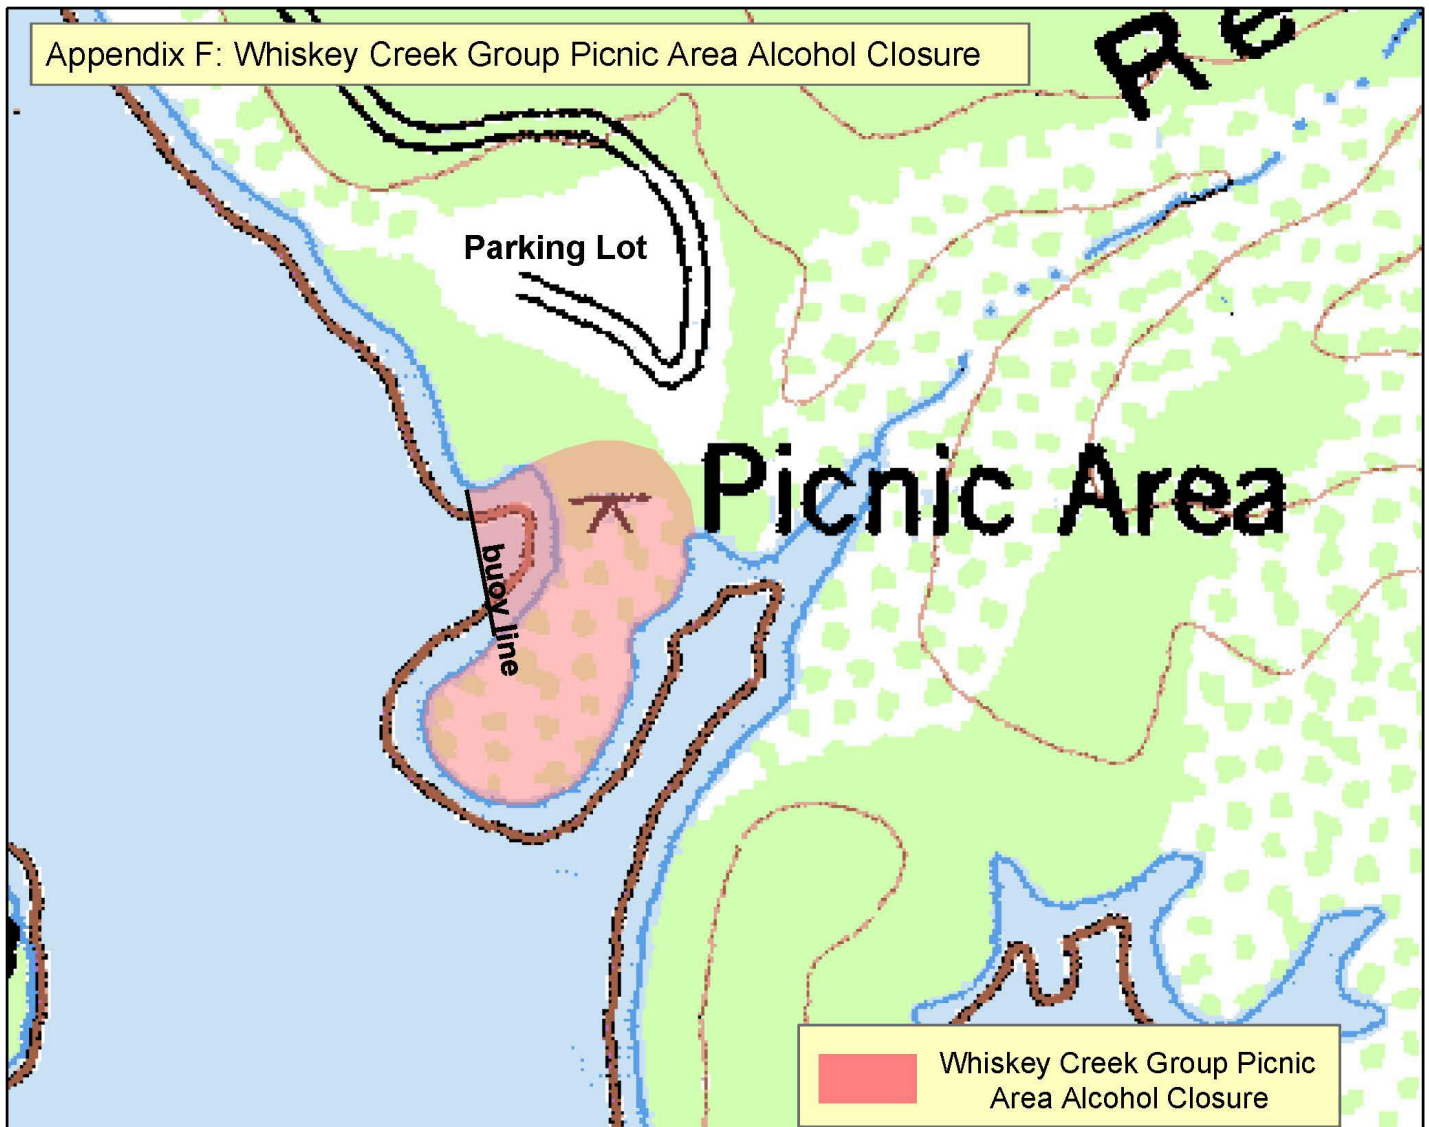 Appendix F: Whiskey Creek Group Picnic Area Alcohol Closure
Re
Parking Lot
Picnic Area
buoy line
Whiskey Creek Group Picnic
Area Alcohol Closure